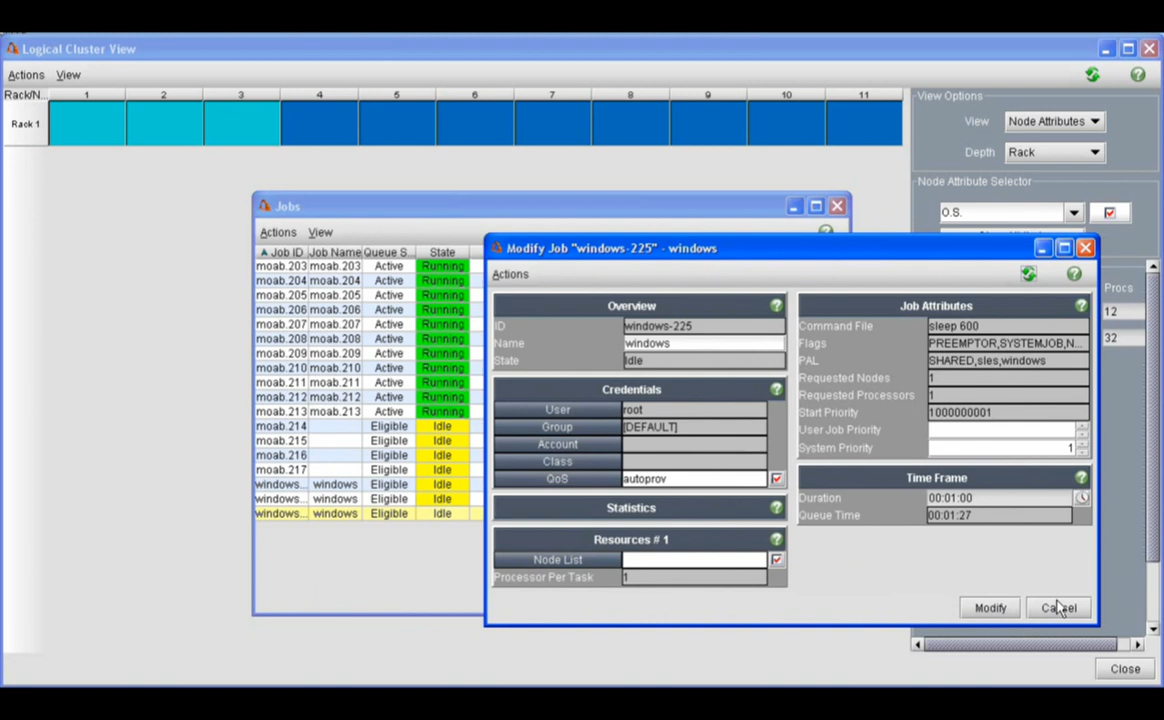 Logical Cluster View
Actions View
Rack/N... 1 2 3 4 5 6 7 8 9 10 11
Rack 1
View Options
View Node Attributes
Depth Rack
Node Attribute Selector
O.S.
Procs
12
32
Jobs
Actions View
Job ID Job Name Queue S... State
moab.203 moab.203 Active Running
moab.204 moab.204 Active Running
moab.205 moab.205 Active Running
moab.206 moab.206 Active Running
moab.207 moab.207 Active Running
moab.208 moab.208 Active Running
moab.209 moab.209 Active Running
moab.210 moab.210 Active Running
moab.211 moab.211 Active Running
moab.212 moab.212 Active Running
moab.213 moab.213 Active Running
moab.214 Eligible Idle
moab.215 Eligible Idle
moab.216 Eligible Idle
moab.217 Eligible Idle
windows... windows Eligible Idle
windows... windows Eligible Idle
windows... windows Eligible Idle
Modify Job "windows-225" - windows
Actions
Overview
ID windows-225
Name windows
State Idle
Credentials
User root
Group [DEFAULT]
Account
Class
QoS autoprov
Statistics
Resources # 1
Node List
Processor Per Task 1
Job Attributes
Command File sleep 600
Flags PREEMPTOR,SYSTEMJOB,N...
PAL SHARED,sles,windows
Requested Nodes 1
Requested Processors 1
Start Priority 1000000001
User Job Priority
System Priority 1
Time Frame
Duration 00:01:00
Queue Time 00:01:27
Modify Cancel
Close